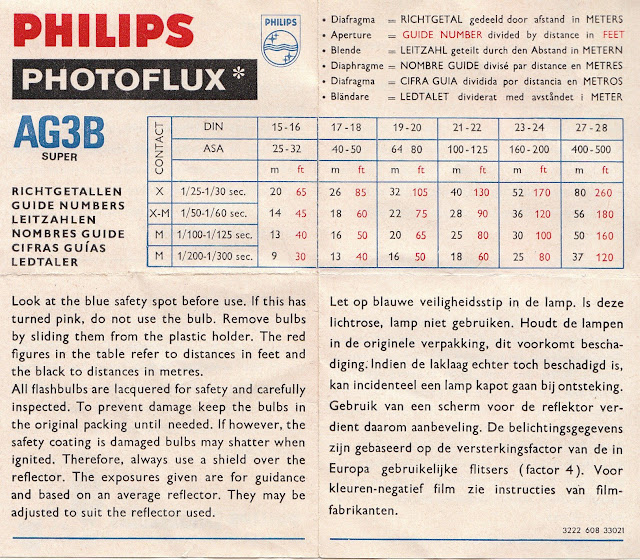 PHILIPS
PHILIPS
PHOTOFLUX*
• Diafragma = RICHTGETAL gedeeld door afstand in METERS
• Aperture = GUIDE NUMBER divided by distance in FEET
• Blende = LEITZAHL geteilt durch den Abstand in METERN
• Diaphragme = NOMBRE GUIDE divisé par distance en METRES
• Diafragma = CIFRA GUIA dividida por distancia en METROS
• Bländare = LEDTALET dividerat med avståndet i METER
AG3B
SUPER
RICHTGETALLEN
GUIDE NUMBERS
LEITZAHLEN
NOMBRES GUIDE
CIFRAS GUÍAS
LEDTALER
CONTACT
DIN 15-16 17-18 19-20 21-22 23-24 27-28
ASA 25-32 40-50 64 80 100-125 160-200 400-500
m ft m ft m ft m ft m ft m ft
X 1/25-1/30 sec. 20 65 26 85 32 105 40 130 52 170 80 260
X-M 1/50-1/60 sec. 14 45 18 60 22 75 28 90 36 120 56 180
M 1/100-1/125 sec. 13 40 16 50 20 65 25 80 30 100 50 160
M 1/200-1/300 sec. 9 30 13 40 16 50 18 60 25 80 37 120
Look at the blue safety spot before use. If this has
turned pink, do not use the bulb. Remove bulbs
by sliding them from the plastic holder. The red
figures in the table refer to distances in feet and
the black to distances in metres.
All flashbulbs are lacquered for safety and carefully
inspected. To prevent damage keep the bulbs in
the original packing until needed. If however, the
safety coating is damaged bulbs may shatter when
ignited. Therefore, always use a shield over the
reflector. The exposures given are for guidance
and based on an average reflector. They may be
adjusted to suit the reflector used.
Let op blauwe veiligheidsstip in de lamp. Is deze
lichtrose, lamp niet gebruiken. Houdt de lampen
in de originele verpakking, dit voorkomt bescha-
diging. Indien de laklaag echter toch beschadigd is,
kan incidenteel een lamp kapot gaan bij ontsteking.
Gebruik van een scherm voor de reflektor ver-
dient daarom aanbeveling. De belichtingsgegevens
zijn gebaseerd op de versterkingsfactor van de in
Europa gebruikelijke flitsers (factor 4). Voor
kleuren-negatief film zie instructies van film-
fabrikanten.
3222 608 33021